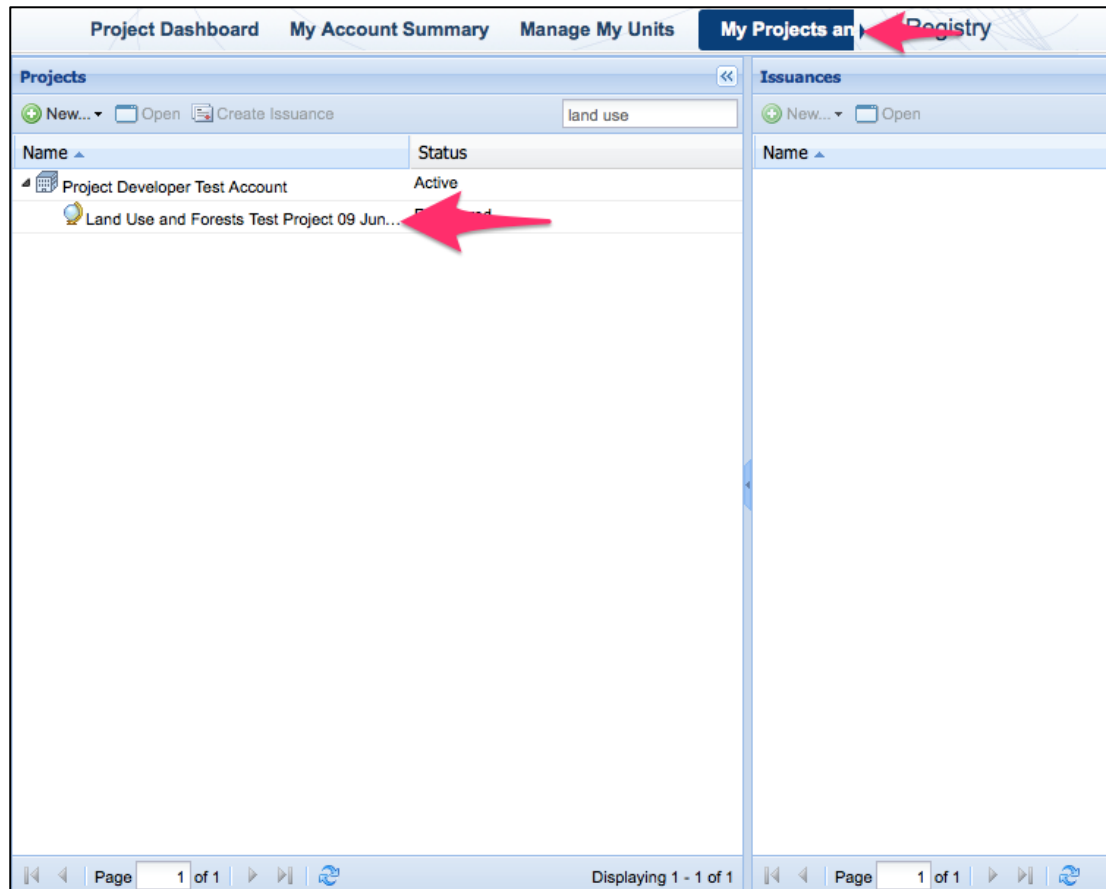 Project Dashboard My Account Summary Manage My Units My Projects an Registry
Projects
New... Open Create Issuance land use
Name Status
Project Developer Test Account Active
Land Use and Forests Test Project 09 Jun...
Page 1 of 1 Displaying 1 - 1 of 1
Issuances
New... Open
Name
Page 1 of 1